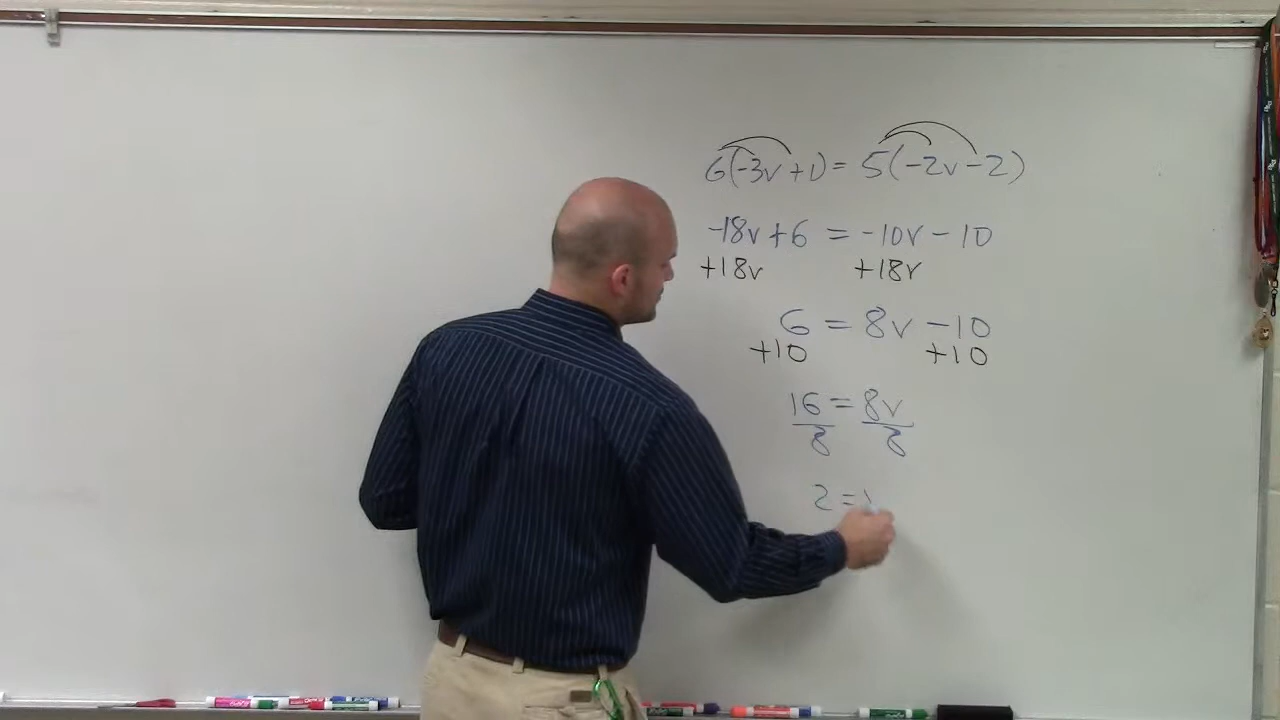 6(-3v+1) = 5(-2v-2)
-18v+6 = -10v-10
+18v +18v
6 = 8v-10
+10 +10
16 = 8v
8 8
2 = v